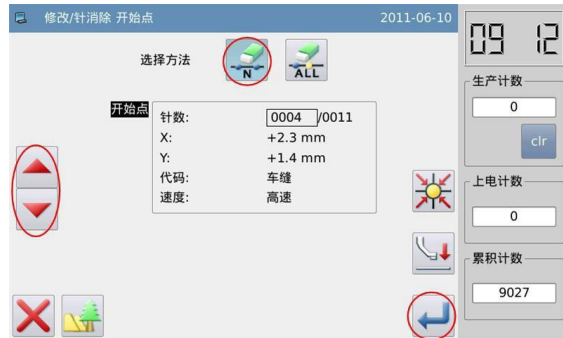 修改/针消除 开始点
2011-06-10
09 12
选择方法
N
ALL
开始点
针数: 0004 /0011
X: +2.3 mm
Y: +1.4 mm
代码: 车缝
速度: 高速
生产计数
0
clr
上电计数
0
累积计数
9027